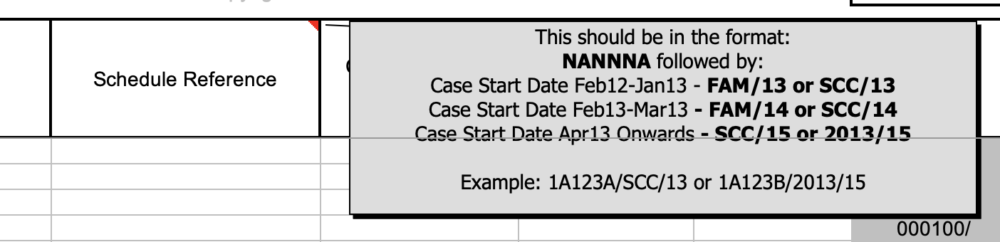 This should be in the format:
NANNNA followed by:
Case Start Date Feb12-Jan13 - FAM/13 or SCC/13
Schedule Reference
Case Start Date Feb13-Mar13 - FAM/14 or SCC/14
Case Start Date Apr13 Onwards - SCC/15 or 2013/15
Example: 1A123A/SCC/13 or 1A123B/2013/15
000100/